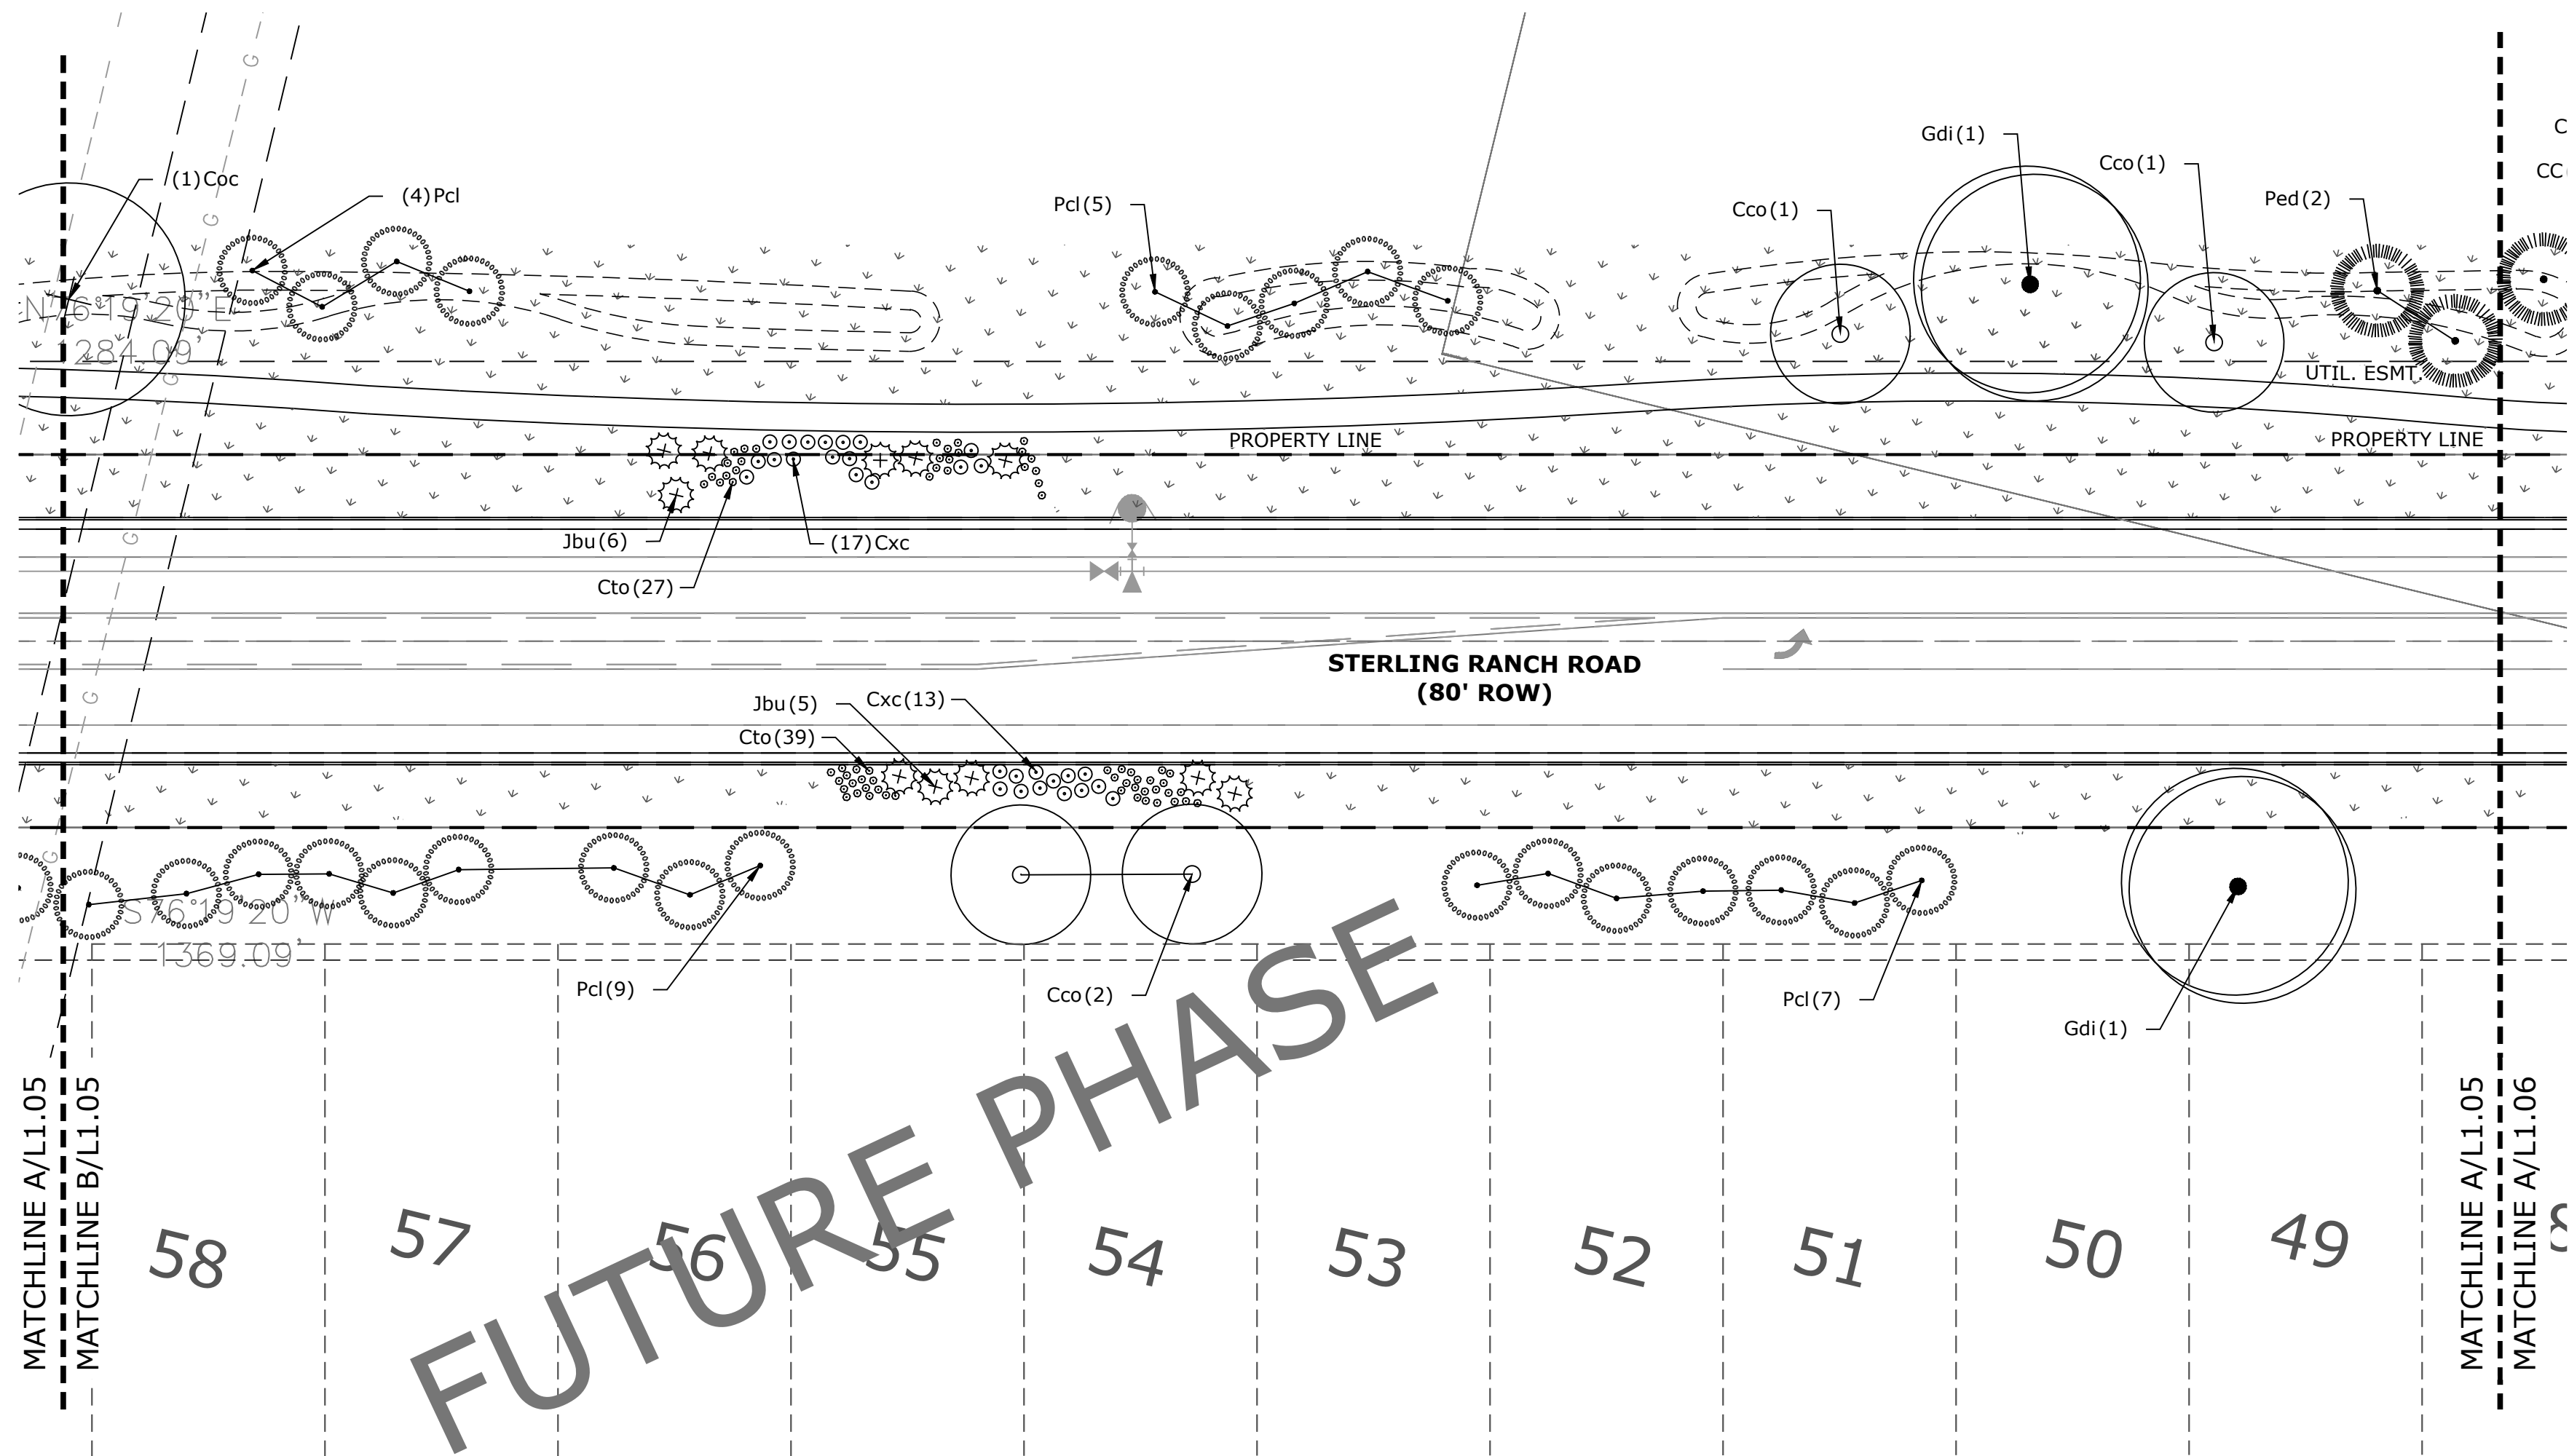 (1)Coc
(4)Pcl
Pcl(5)
Cco(1)
Gdi(1)
Cco(1)
Ped(2)
G
G
G
G
G
G
N76°19'20"E
1284.09'
UTIL. ESMT.
PROPERTY LINE
PROPERTY LINE
Jbu(6)
(17)Cxc
Cto(27)
STERLING RANCH ROAD
(80' ROW)
Jbu(5)
Cxc(13)
Cto(39)
S76°19'20"W
1369.09'
Pcl(9)
Cco(2)
Pcl(7)
Gdi(1)
FUTURE PHASE
58
57
56
55
54
53
52
51
50
49
MATCHLINE A/L1.05
MATCHLINE B/L1.05
MATCHLINE A/L1.05
MATCHLINE A/L1.06